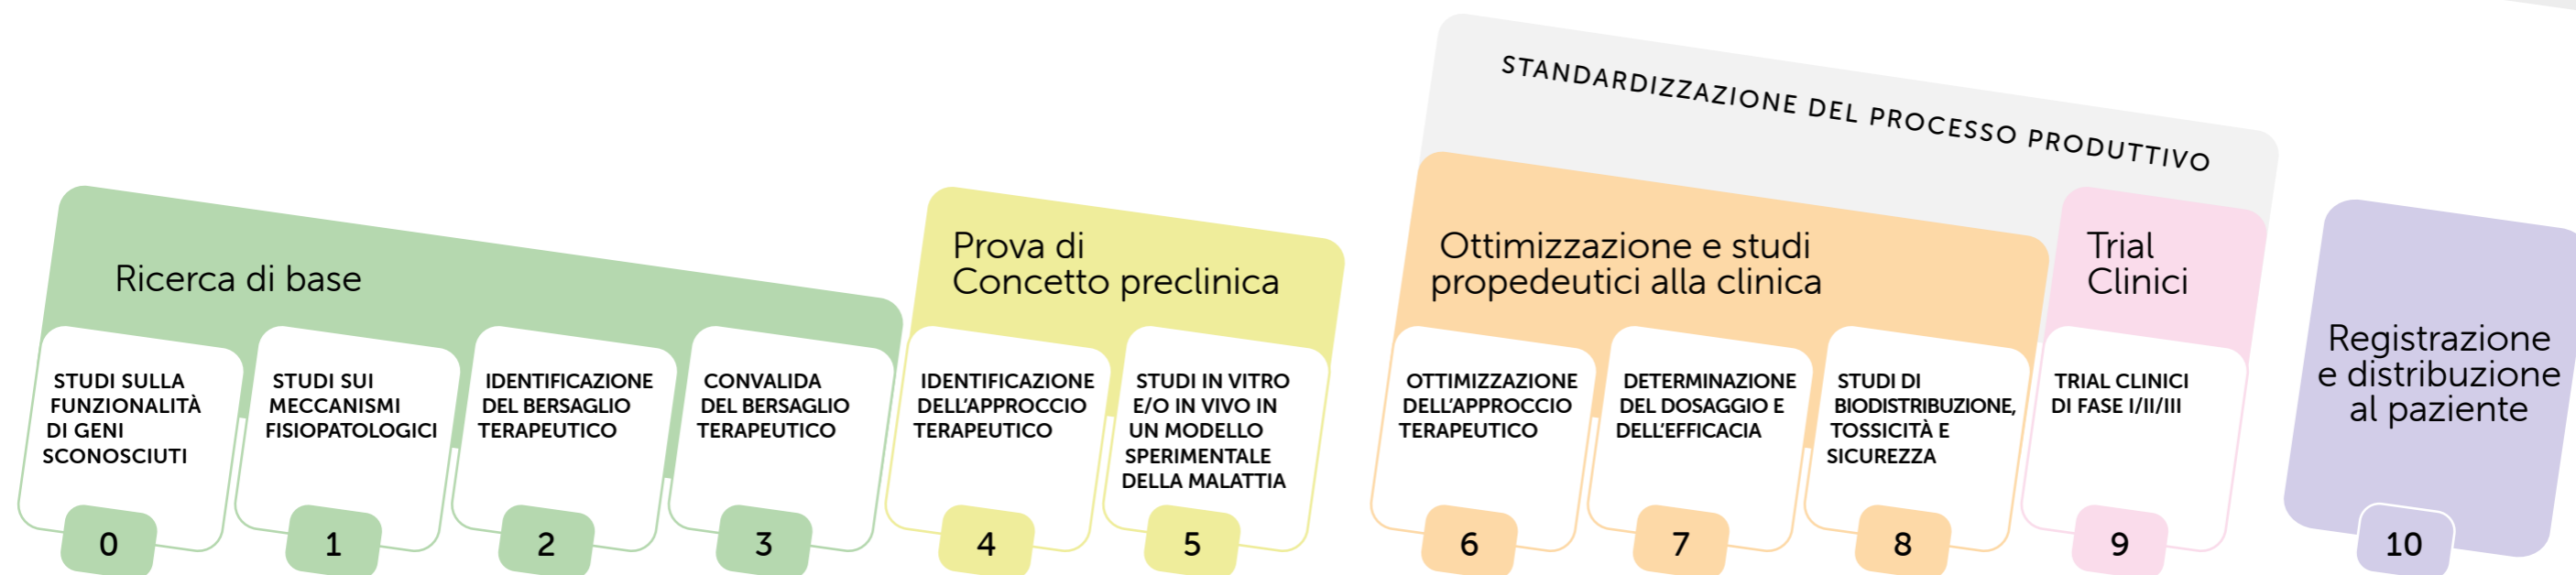 STANDARDIZZAZIONE DEL PROCESSO PRODUTTIVO
Ricerca di base
STUDI SULLA
FUNZIONALITÀ
DI GENI
SCONOSCIUTI
0
STUDI SUI
MECCANISMI
FISIOPATOLOGICI
1
IDENTIFICAZIONE
DEL BERSAGLIO
TERAPEUTICO
2
CONVALIDA
DEL BERSAGLIO
TERAPEUTICO
3
Prova di
Concetto preclinica
IDENTIFICAZIONE
DELL’APPROCCIO
TERAPEUTICO
4
STUDI IN VITRO
E/O IN VIVO IN
UN MODELLO
SPERIMENTALE
DELLA MALATTIA
5
Ottimizzazione e studi
propedeutici alla clinica
OTTIMIZZAZIONE
DELL’APPROCCIO
TERAPEUTICO
6
DETERMINAZIONE
DEL DOSAGGIO E
DELL’EFFICACIA
7
STUDI DI
BIODISTRIBUZIONE,
TOSSICITÀ E
SICUREZZA
8
Trial
Clinici
TRIAL CLINICI
DI FASE I/II/III
9
Registrazione
e distribuzione
al paziente
10